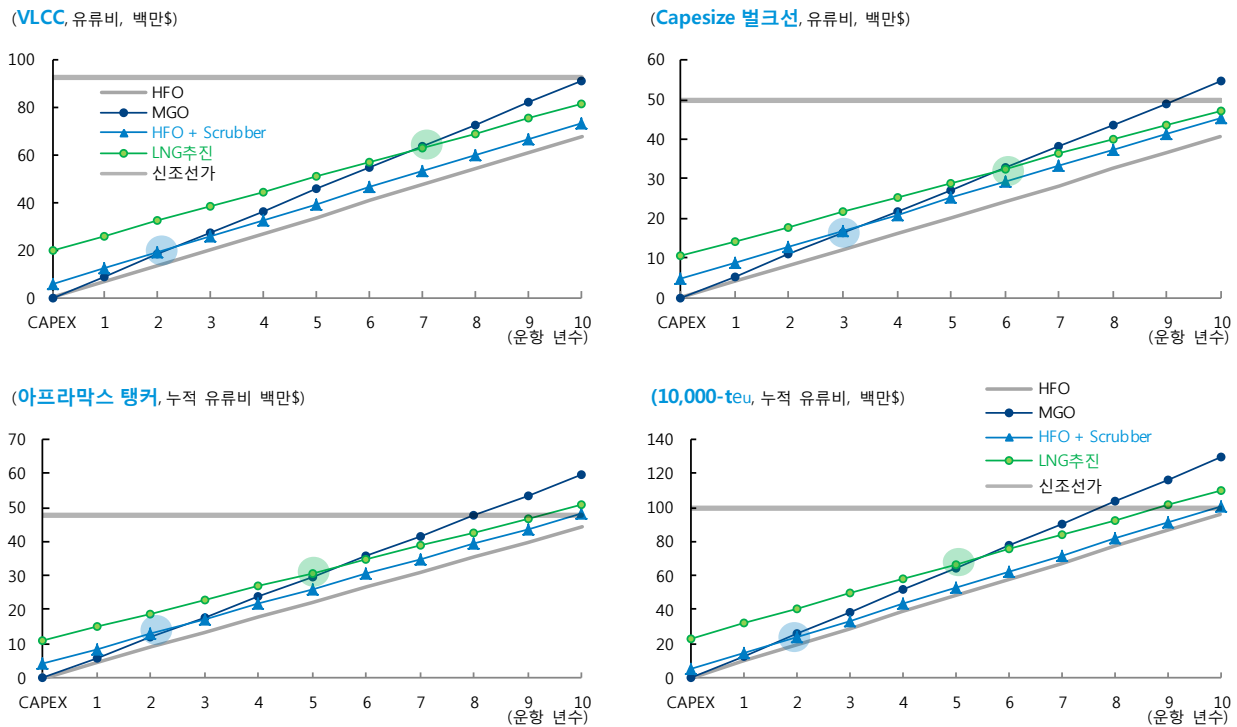 (VLCC, 유류비, 백만$)
100
80
60
40
20
0
HFO
MGO
HFO + Scrubber
LNG추진
신조선가
CAPEX 1 2 3 4 5 6 7 8 9 10
(운항 년수)
(Capesize 벌크선, 유류비, 백만$)
60
50
40
30
20
10
0
CAPEX 1 2 3 4 5 6 7 8 9 10
(운항 년수)
(아프라막스 탱커, 누적 유류비 백만$)
70
60
50
40
30
20
10
0
CAPEX 1 2 3 4 5 6 7 8 9 10
(운항 년수)
(10,000-teu, 누적 유류비, 백만$)
HFO
MGO
HFO + Scrubber
LNG추진
신조선가
140
120
100
80
60
40
20
0
CAPEX 1 2 3 4 5 6 7 8 9 10
(운항 년수)